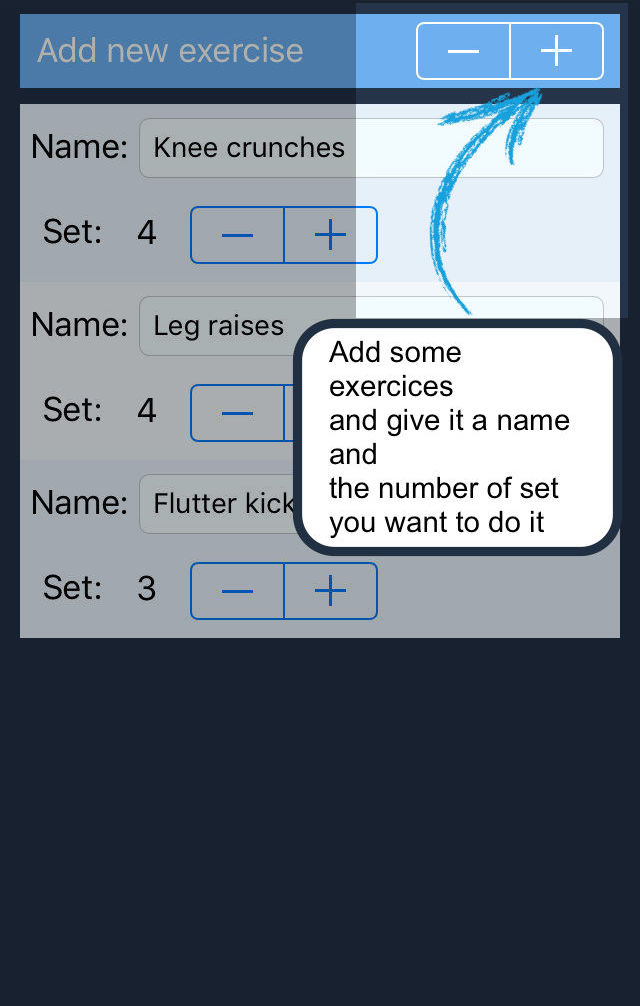 Add new exercise
Name: Knee crunches
Set: 4
Name: Leg raises
Set: 4
Name: Flutter kick
Set: 3
Add some
exercices
and give it a name
and
the number of set
you want to do it